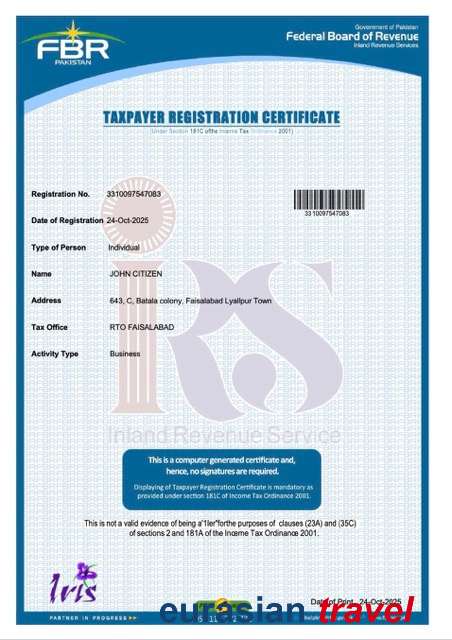 FBR
PAKISTAN
Government of Pakistan
Federal Board of Revenue
Inland Revenue Services
TAXPAYER REGISTRATION CERTIFICATE
(Under Section 181C ofthe Income Tax Ordinance 2001)
Registration No. 3310097547083
3310097547083
Date of Registration 24-Oct-2025
Type of Person Individual
Name JOHN CITIZEN
Address 643, C, Batala colony, Faisalabad Lyallpur Town
Tax Office RTO FAISALABAD
Activity Type Business
IRS
Inland Revenue Service
This is a computer generated certificate and,
hence, no signatures are required.
Displaying of Taxpayer Registration Certificate is mandatory as
provided under section 181C of Income Tax Ordinance 2001.
This is not a valid evidence of being a"1ler"forthe purposes of clauses (23A) and (35C)
of sections 2 and 181A of the Income Tax Ordinance 2001.
Iris
Date of Print 24-Oct-2025
PARTNER IN PROGRESS
eurasian travel